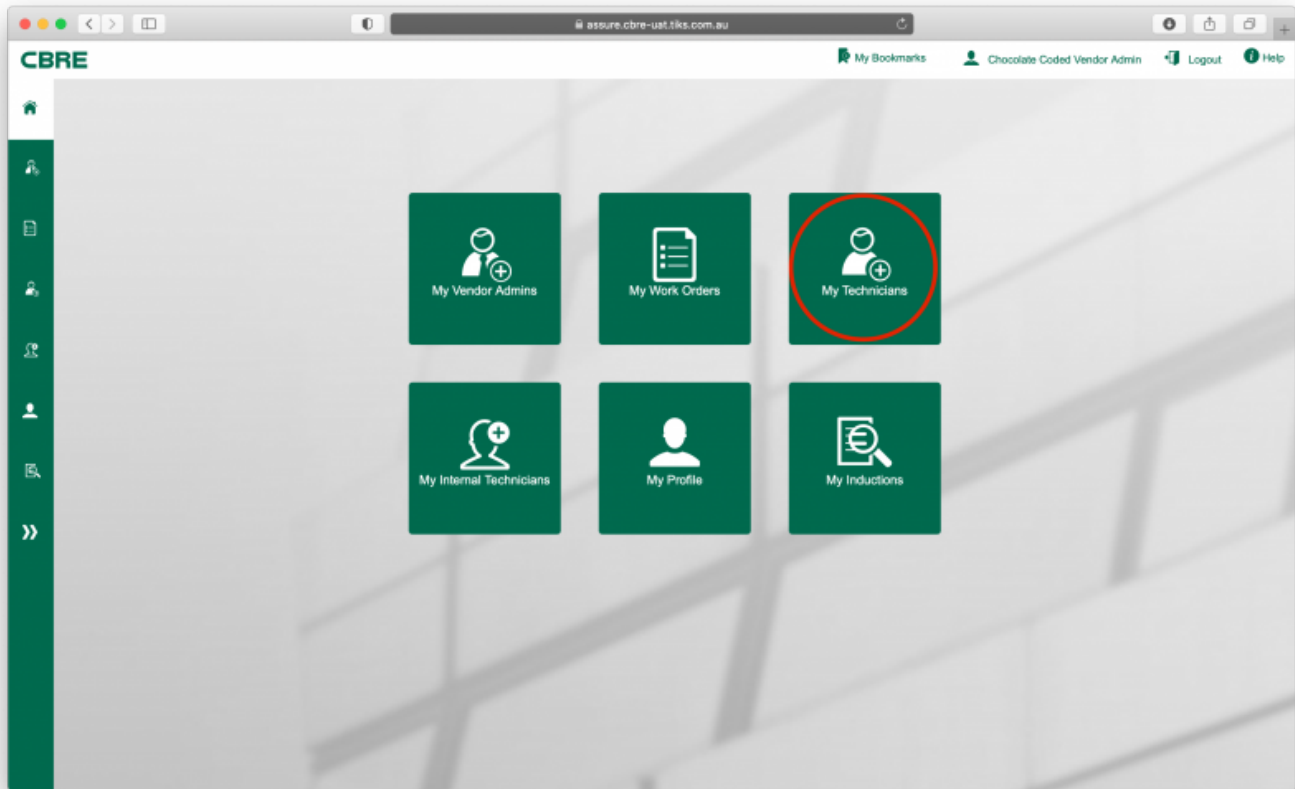 assure.cbre-uat.tiks.com.au
CBRE
My Bookmarks
Chocolate Coded Vendor Admin
Logout
Help
My Vendor Admins
My Work Orders
My Technicians
My Internal Technicians
My Profile
My Inductions